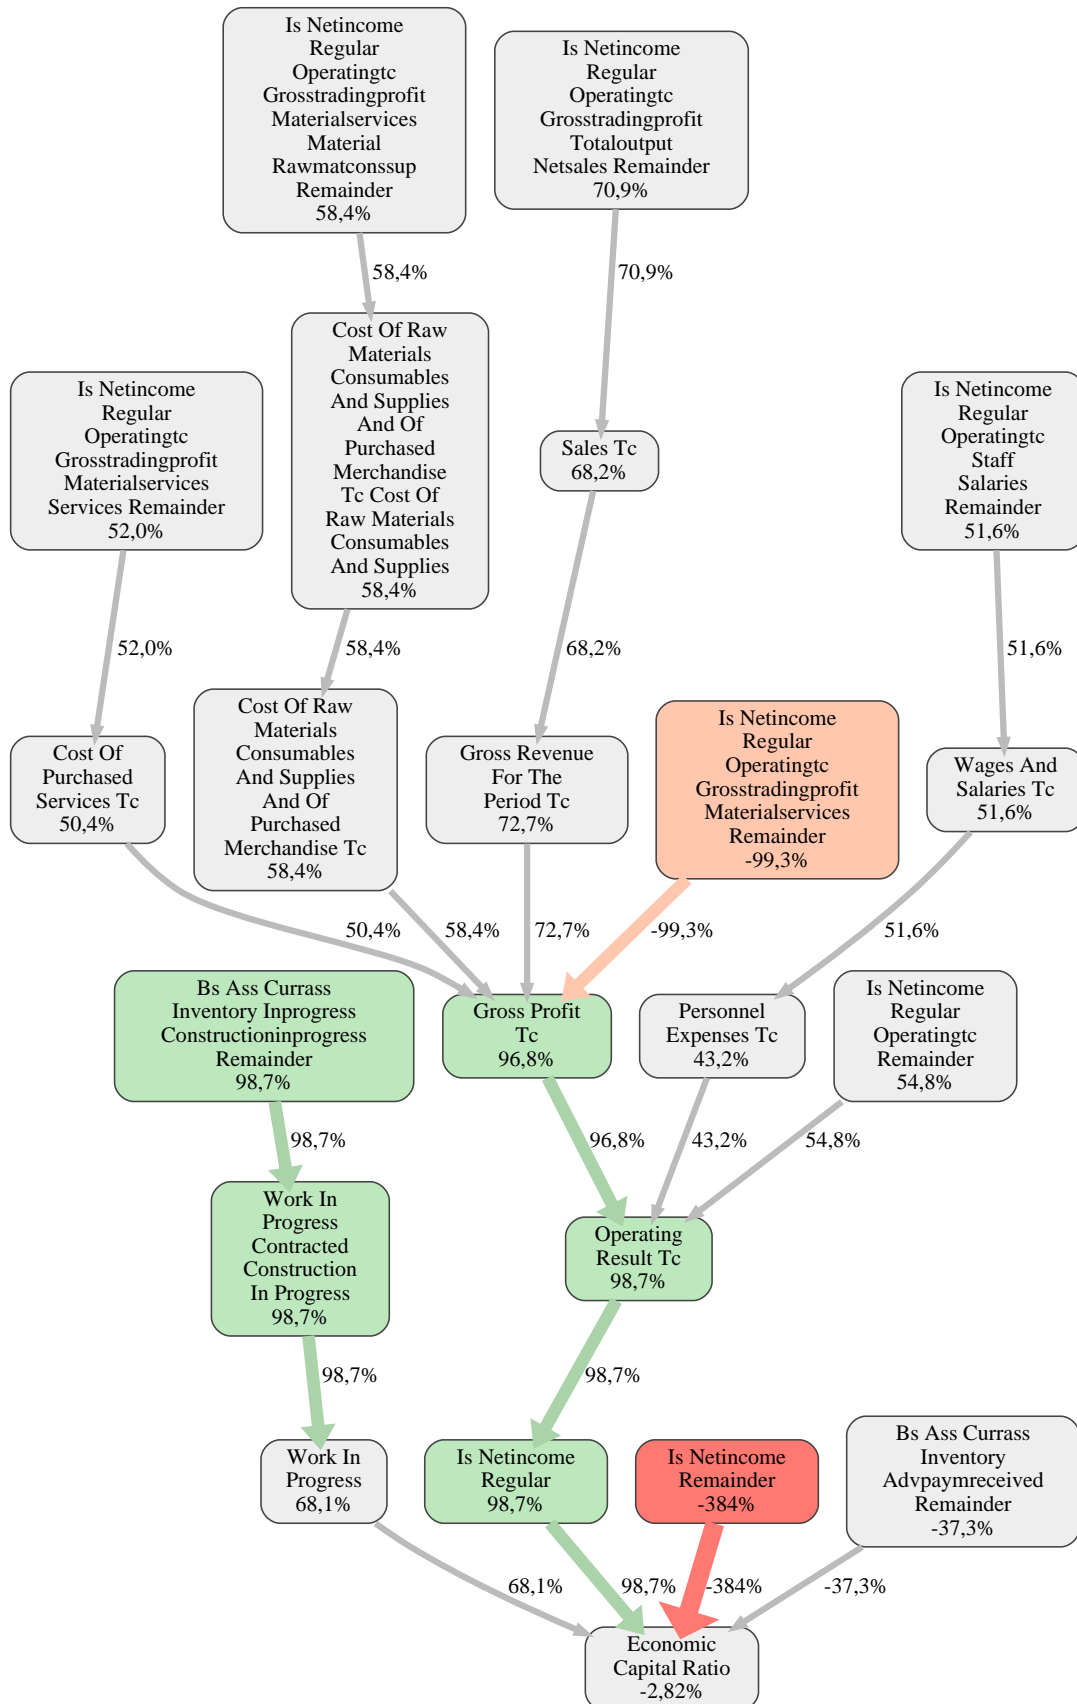 Is Netincome
Regular
Operatingtc
Grosstradingprofit
Materialservices
Material
Rawmatconssup
Remainder
58,4%
Is Netincome
Regular
Operatingtc
Grosstradingprofit
Totaloutput
Netsales Remainder
70,9%
58,4%
70,9%
Cost Of Raw
Materials
Consumables
And Supplies
And Of
Purchased
Merchandise
Tc Cost Of
Raw Materials
Consumables
And Supplies
58,4%
Is Netincome
Regular
Operatingtc
Grosstradingprofit
Materialservices
Services Remainder
52,0%
Sales Tc
68,2%
Is Netincome
Regular
Operatingtc
Staff
Salaries
Remainder
51,6%
52,0%
58,4%
68,2%
51,6%
Cost Of
Purchased
Services Tc
50,4%
Cost Of Raw
Materials
Consumables
And Supplies
And Of
Purchased
Merchandise Tc
58,4%
Gross Revenue
For The
Period Tc
72,7%
Is Netincome
Regular
Operatingtc
Grosstradingprofit
Materialservices
Remainder
-99,3%
Wages And
Salaries Tc
51,6%
50,4%
58,4%
72,7%
-99,3%
51,6%
Bs Ass Currass
Inventory Inprogress
Constructioninprogress
Remainder
98,7%
Gross Profit
Tc
96,8%
Personnel
Expenses Tc
43,2%
Is Netincome
Regular
Operatingtc
Remainder
54,8%
98,7%
96,8%
43,2%
54,8%
Work In
Progress
Contracted
Construction
In Progress
98,7%
Operating
Result Tc
98,7%
98,7%
98,7%
Work In
Progress
68,1%
Is Netincome
Regular
98,7%
Is Netincome
Remainder
-384%
Bs Ass Currass
Inventory
Advpaymreceived
Remainder
-37,3%
68,1%
98,7%
-384%
-37,3%
Economic
Capital Ratio
-2,82%